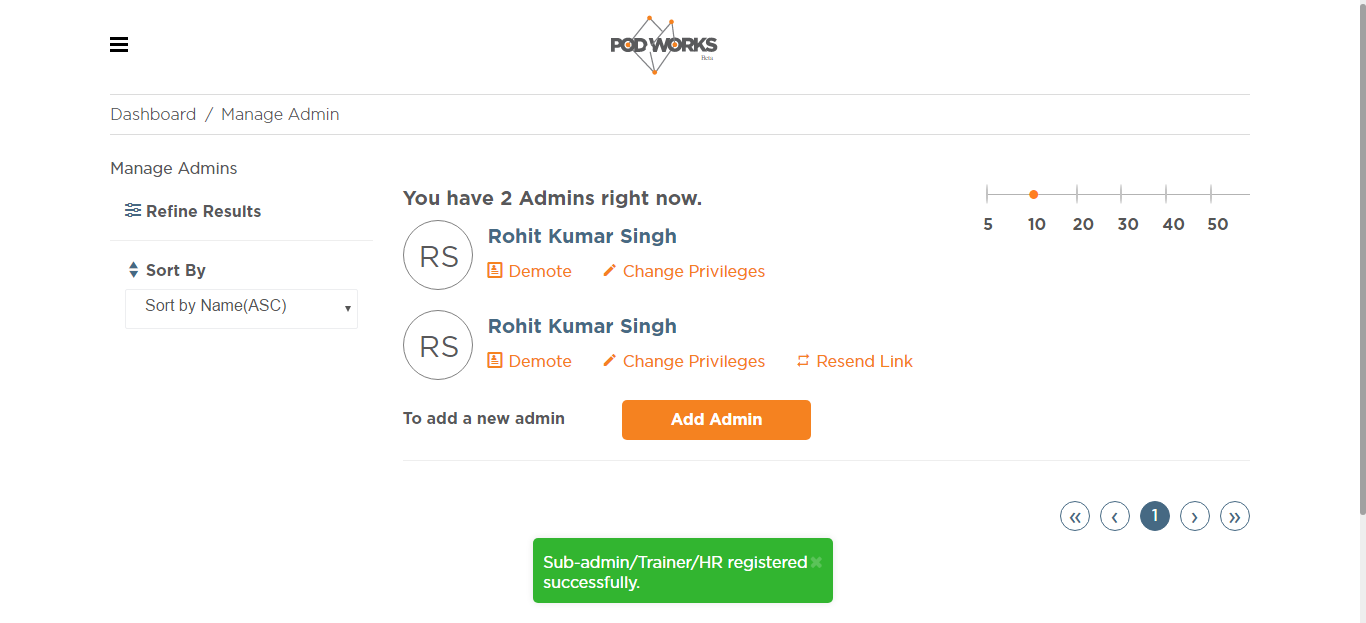 POD WORKS
Beta
Dashboard / Manage Admin
Manage Admins
Refine Results
Sort By
Sort by Name(ASC)
You have 2 Admins right now.
5 10 20 30 40 50
RS
Rohit Kumar Singh
Demote Change Privileges
RS
Rohit Kumar Singh
Demote Change Privileges Resend Link
To add a new admin Add Admin
« ‹ 1 › »
Sub-admin/Trainer/HR registered ×
successfully.